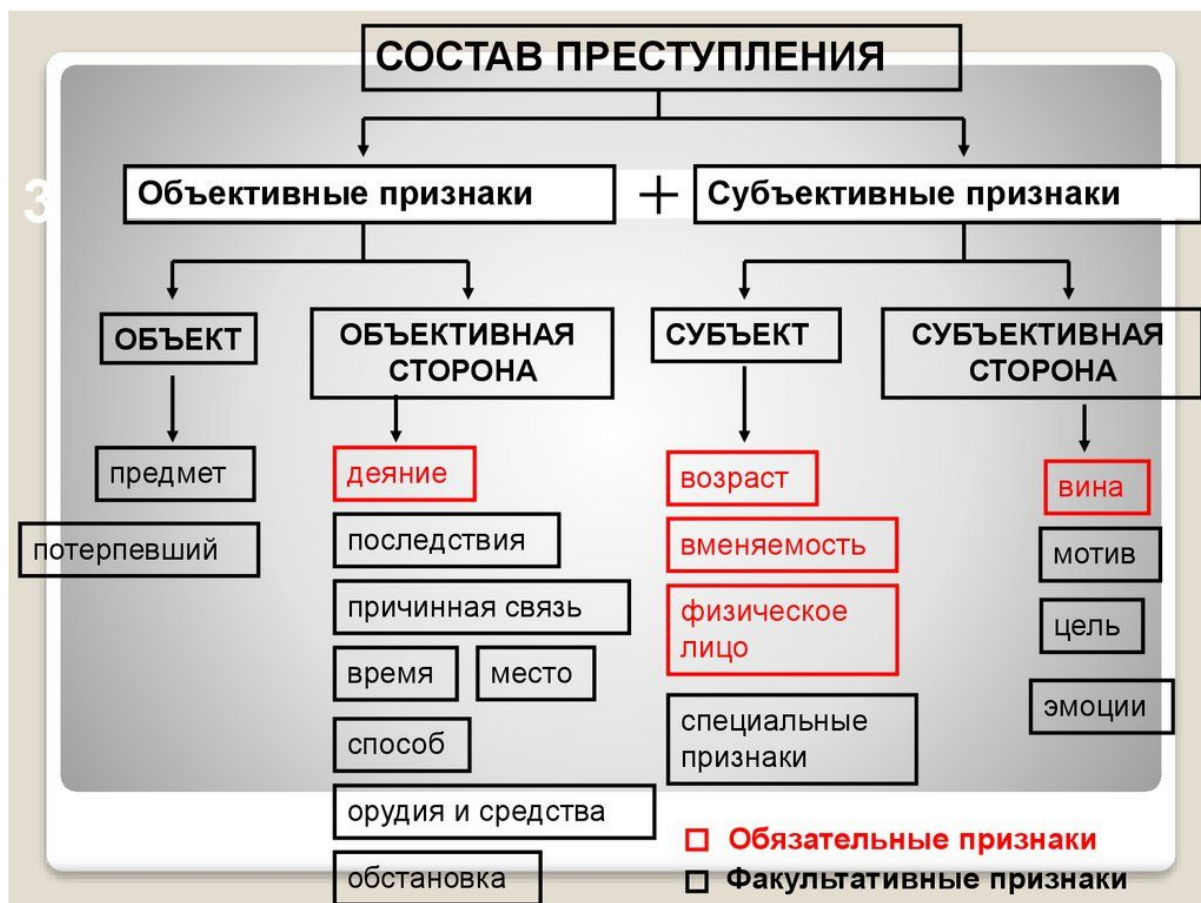 СОСТАВ ПРЕСТУПЛЕНИЯ
3
Объективные признаки
+
Субъективные признаки
ОБЪЕКТ
ОБЪЕКТИВНАЯ
СТОРОНА
СУБЪЕКТ
СУБЪЕКТИВНАЯ
СТОРОНА
предмет
потерпевший
деяние
последствия
причинная связь
время
место
способ
орудия и средства
обстановка
возраст
вменяемость
физическое
лицо
специальные
признаки
вина
мотив
цель
эмоции
Обязательные признаки
Факультативные признаки